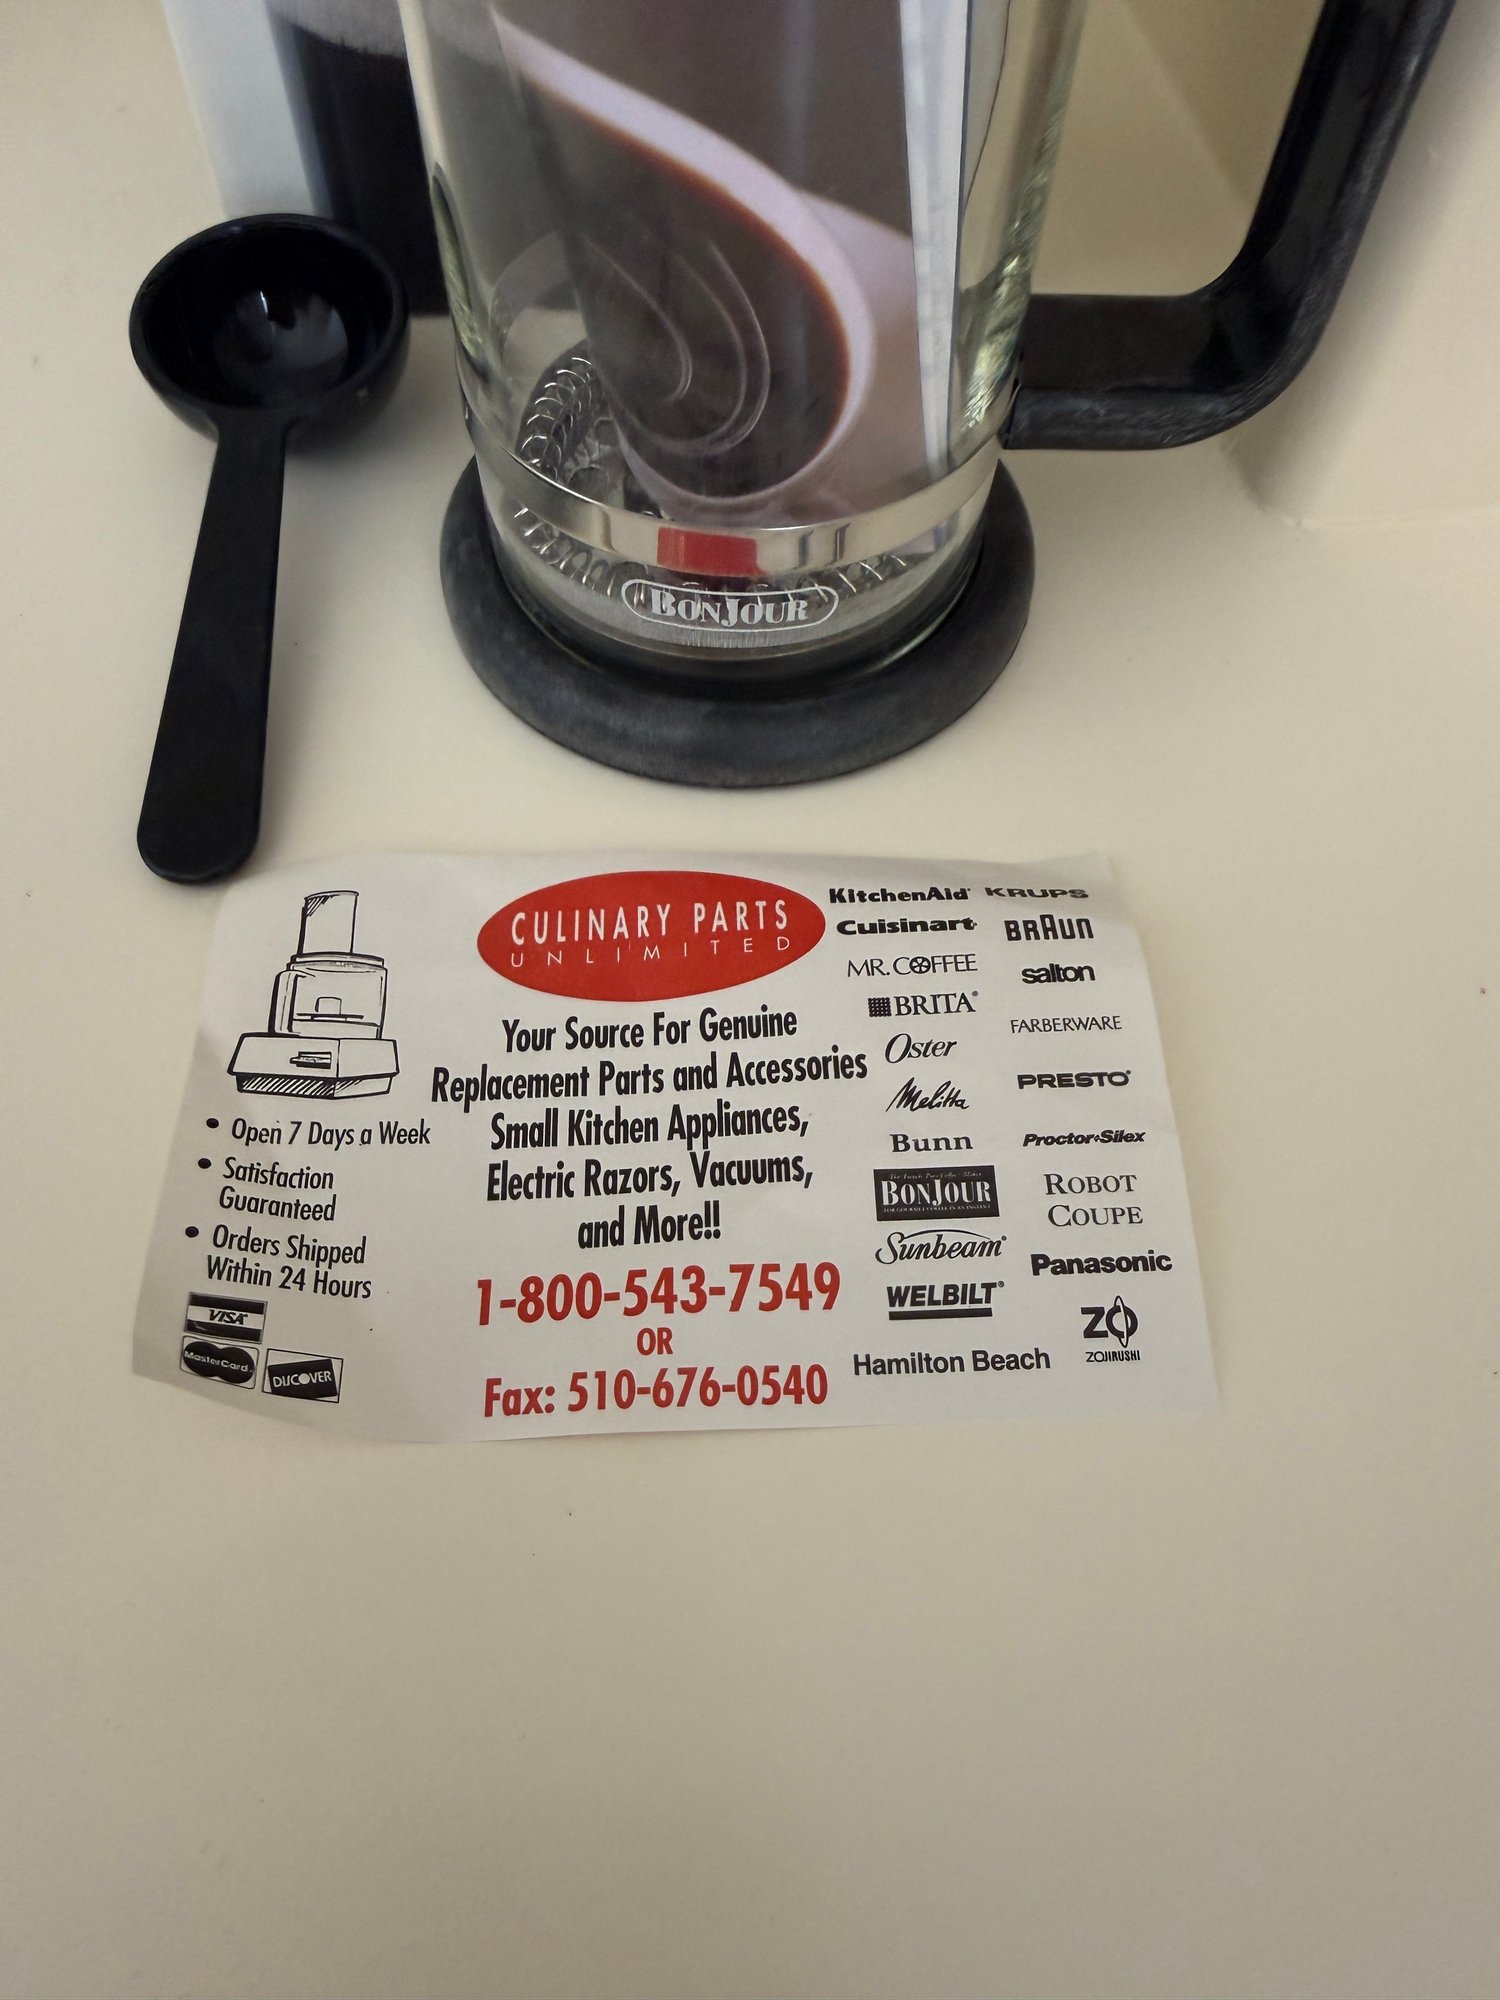 BONJOUR
CULINARY PARTS
UNLIMITED
Your Source For Genuine
Replacement Parts and Accessories
Small Kitchen Appliances,
Electric Razors, Vacuums,
and More!!
1-800-543-7549
OR
Fax: 510-676-0540
• Open 7 Days a Week
• Satisfaction
Guaranteed
• Orders Shipped
Within 24 Hours
VISA
MasterCard
DISCOVER
KitchenAid KRUPS
Cuisinart BRAUN
MR. COFFEE salton
BRITA® FARBERWARE
Oster
Melitta PRESTO®
Bunn Proctor-Silex
BONJOUR ROBOT
COUPE
Sunbeam® Panasonic
WELBILT® ZO
ZOJIRUSHI
Hamilton Beach